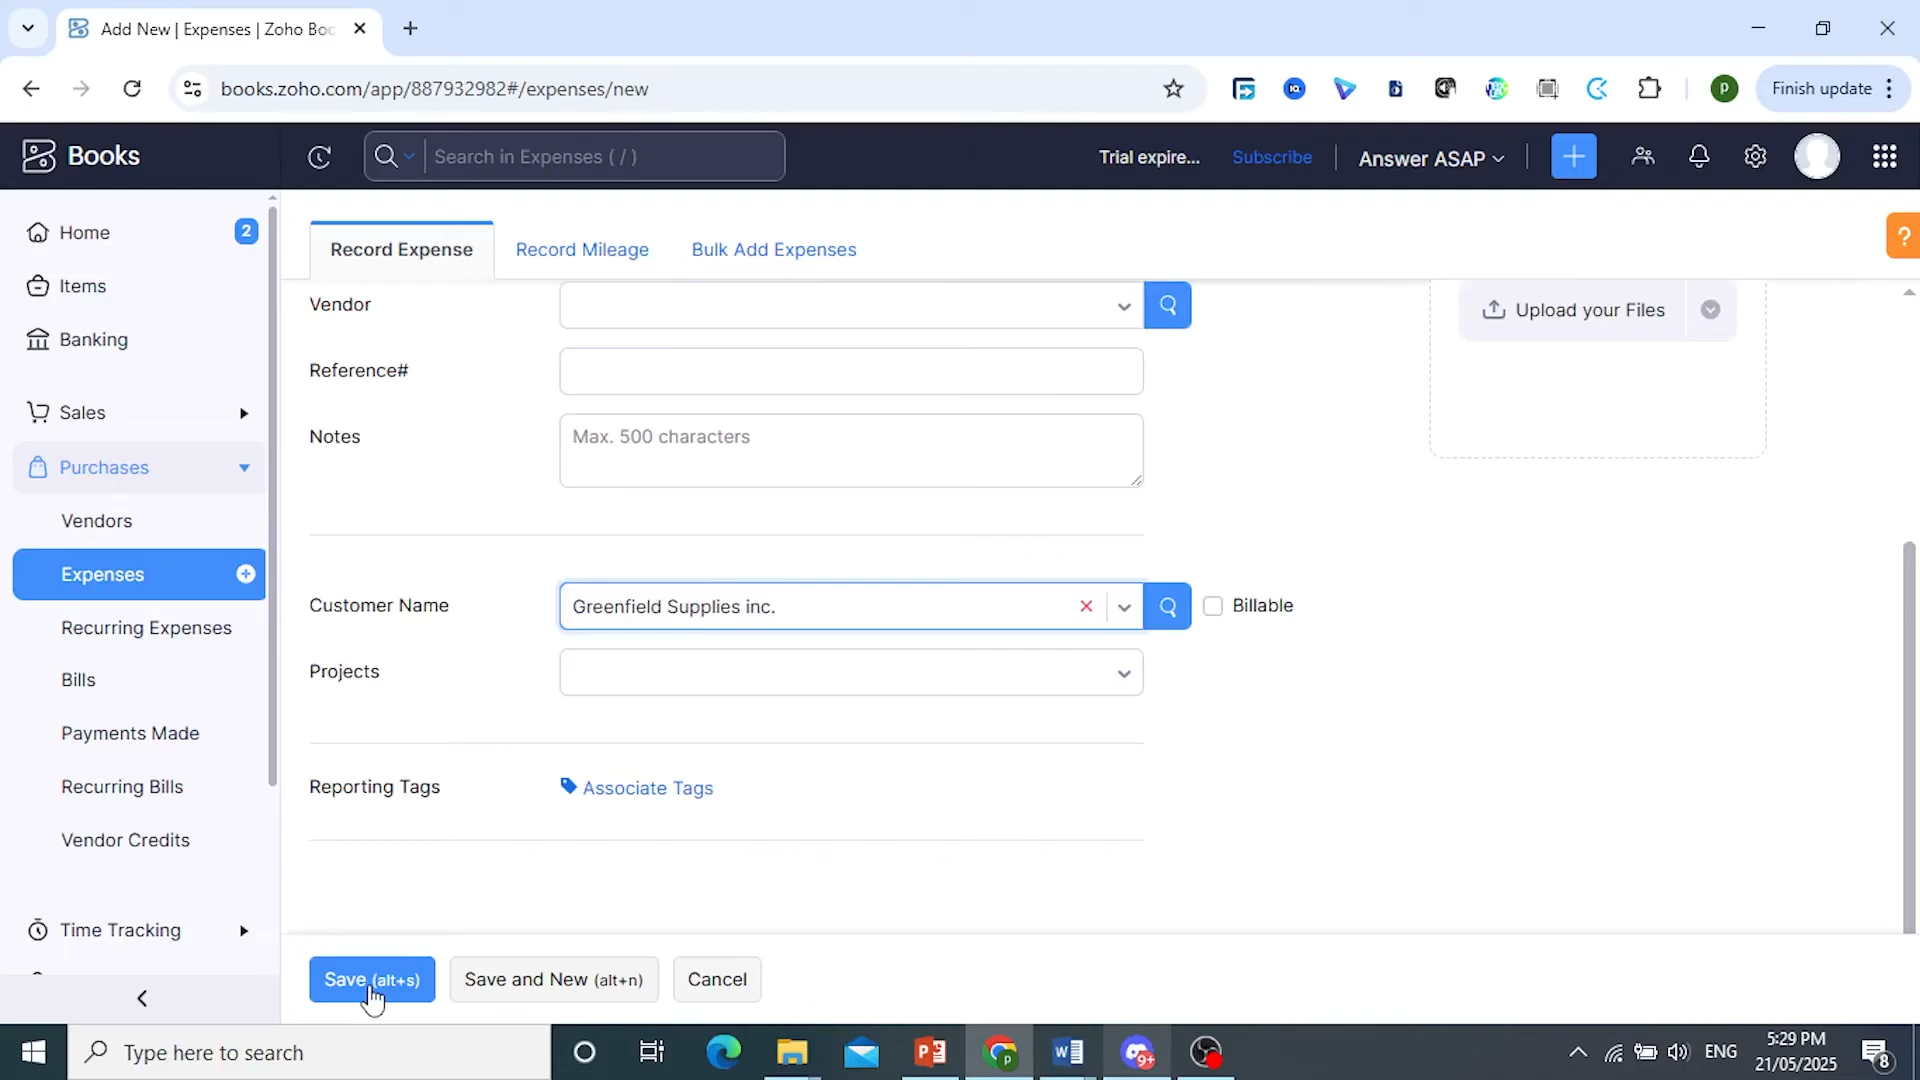 Add New | Expenses | Zoho Boo
books.zoho.com/app/887932982#/expenses/new
Finish update
Books
Search in Expenses ( / )
Trial expire...
Subscribe
Answer ASAP
Home
2
Items
Banking
Sales
Purchases
Vendors
Expenses
Recurring Expenses
Bills
Payments Made
Recurring Bills
Vendor Credits
Time Tracking
Record Expense
Record Mileage
Bulk Add Expenses
?
Vendor
Upload your Files
Reference#
Notes
Max. 500 characters
Customer Name
Greenfield Supplies inc.
Billable
Projects
Reporting Tags
Associate Tags
Save (alt+s)
Save and New (alt+n)
Cancel
Type here to search
9+
ENG
5:29 PM
21/05/2025
8